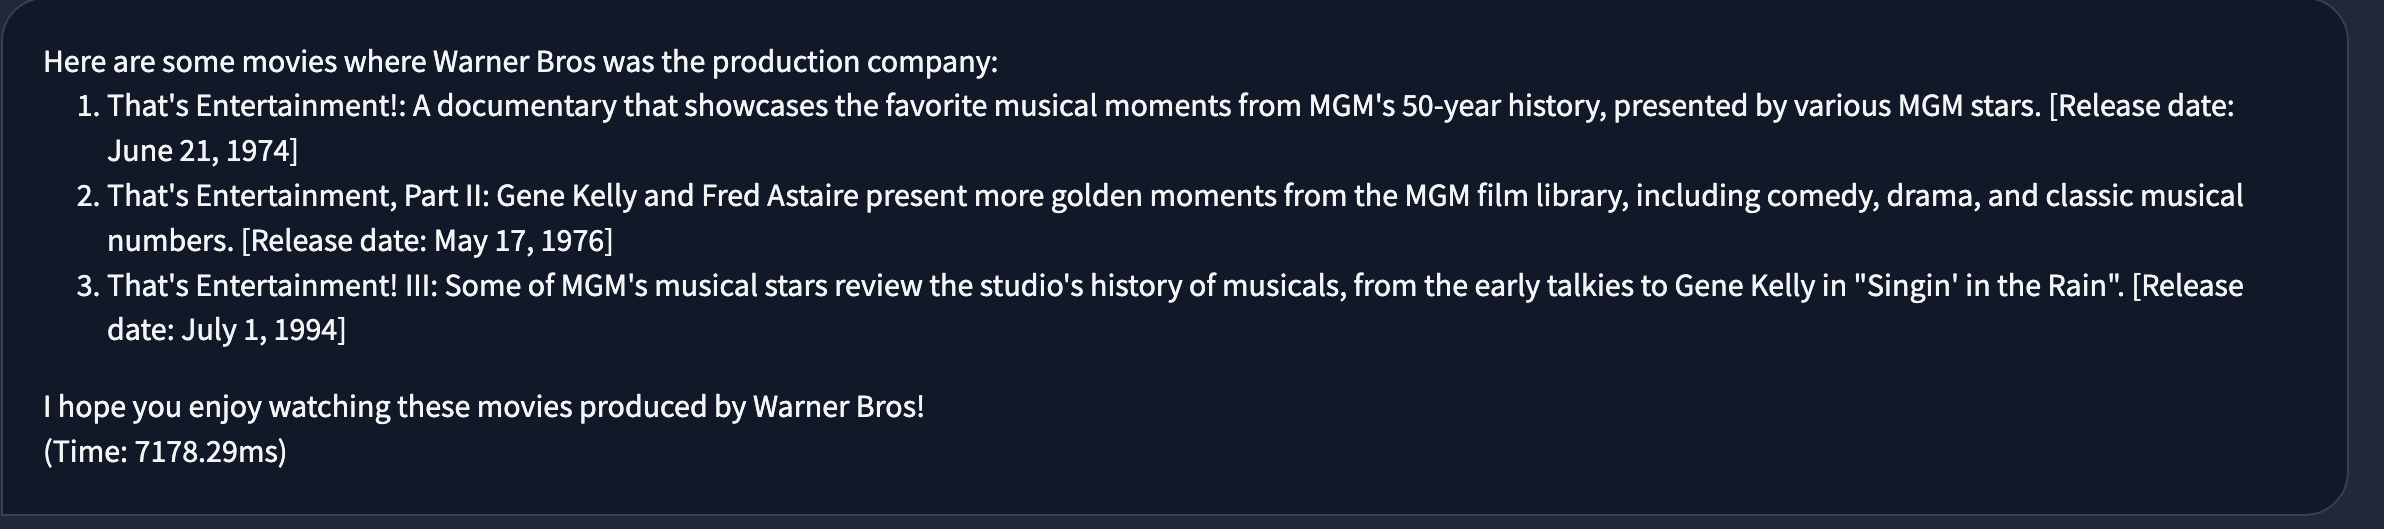 Here are some movies where Warner Bros was the production company:
1. That's Entertainment!: A documentary that showcases the favorite musical moments from MGM's 50-year history, presented by various MGM stars. [Release date:
June 21, 1974]
2. That's Entertainment, Part II: Gene Kelly and Fred Astaire present more golden moments from the MGM film library, including comedy, drama, and classic musical
numbers. [Release date: May 17, 1976]
3. That's Entertainment! III: Some of MGM's musical stars review the studio's history of musicals, from the early talkies to Gene Kelly in "Singin' in the Rain". [Release
date: July 1, 1994]
I hope you enjoy watching these movies produced by Warner Bros!
(Time: 7178.29ms)